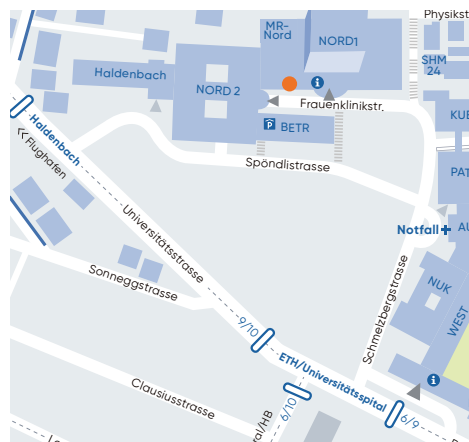 Physikst
MR-
Nord
NORD1
SHM
24
Haldenbach
NORD 2
i
Frauenklinikstr.
KUE
P
BETR
Haldenbach
Flughafen
Spöndlistrasse
PAT
Universitätsstrasse
Notfall
AU
Sonneggstrasse
Schmelzbergstrasse
NUK
WEST
9/10
ETH/Universitätsspital
i
Clausiusstrasse
6/10
6/9